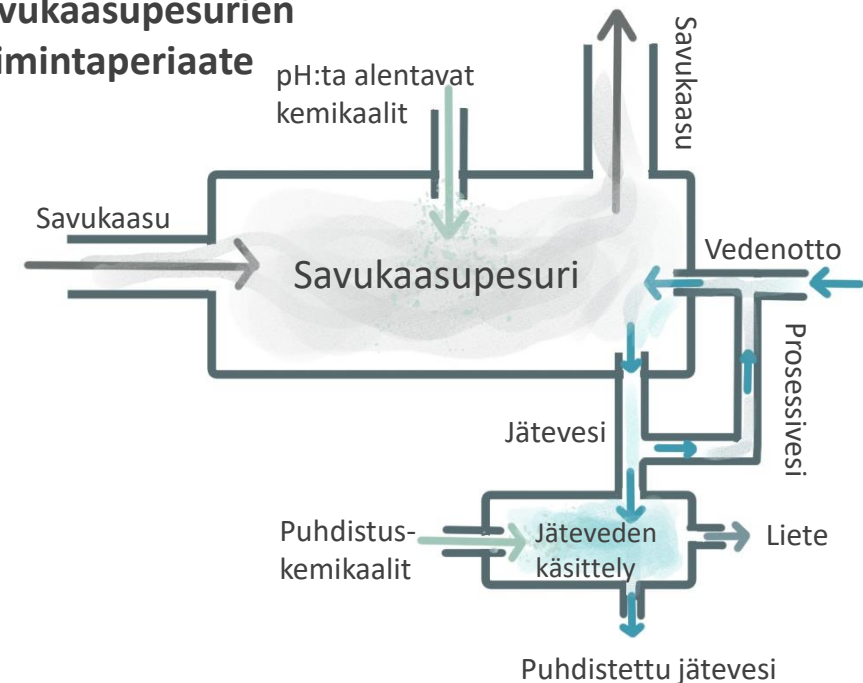 vukaasupesurien
imintaperiaate
pH:ta alentavat
kemikaalit
Savukaasu
Savukaasu
Savukaasupesuri
Vedenotto
Prosessivesi
Jätevesi
Puhdistus-
kemikaalit
Jäteveden
käsittely
Liete
Puhdistettu jätevesi